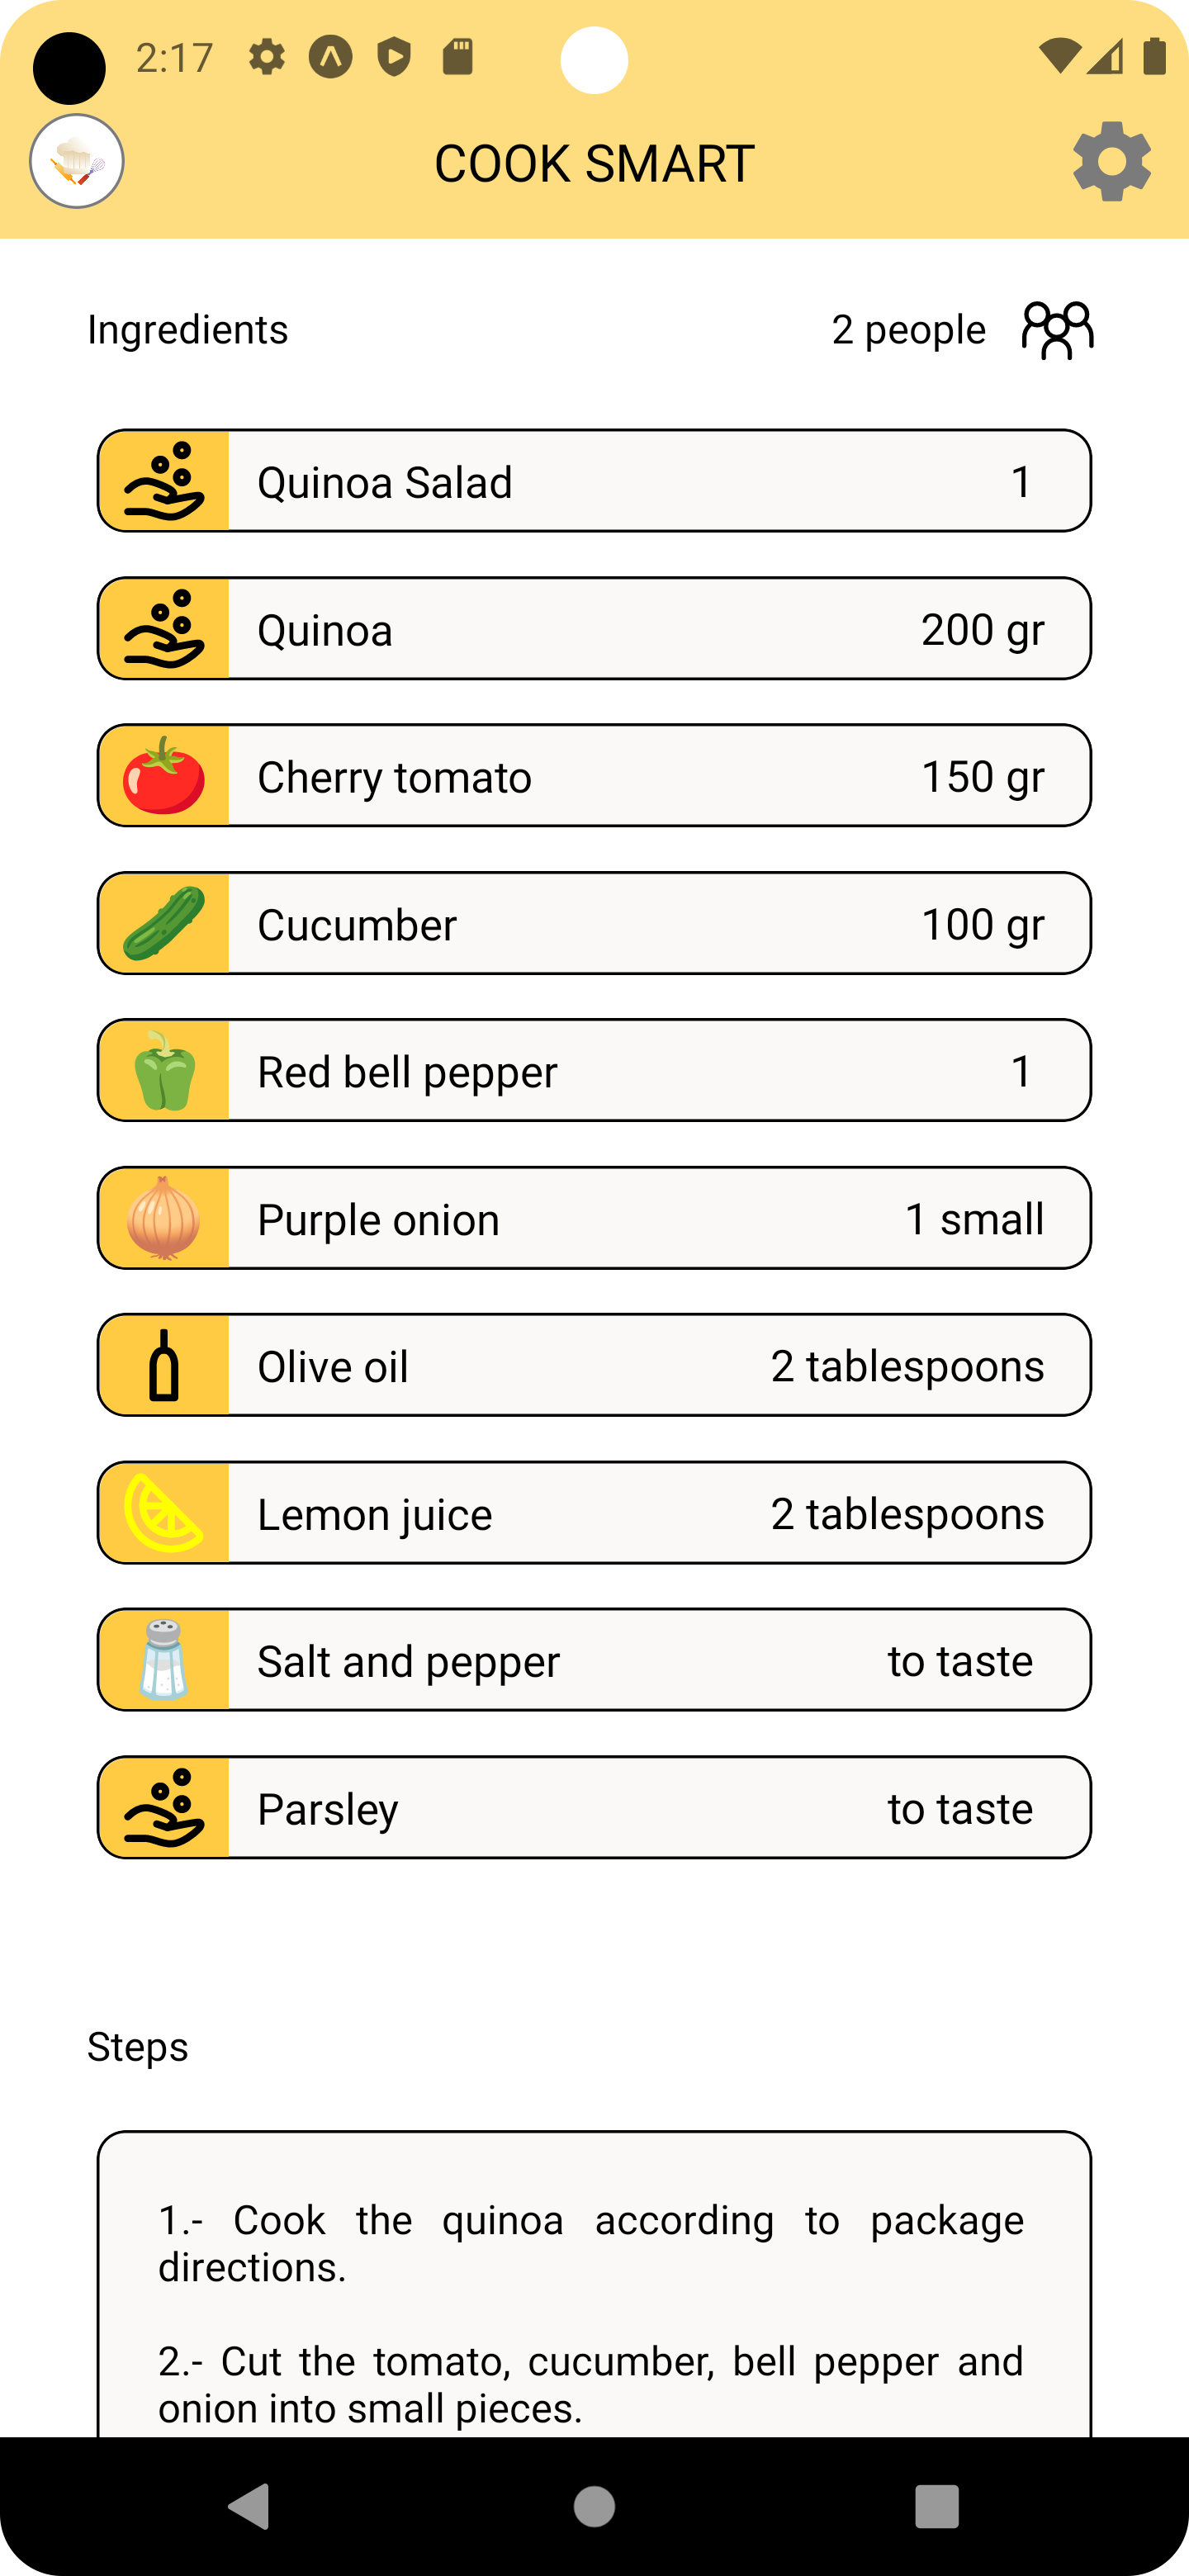 2:17
COOK SMART
Ingredients 2 people
Quinoa Salad 1
Quinoa 200 gr
Cherry tomato 150 gr
Cucumber 100 gr
Red bell pepper 1
Purple onion 1 small
Olive oil 2 tablespoons
Lemon juice 2 tablespoons
Salt and pepper to taste
Parsley to taste
Steps
1.- Cook the quinoa according to package
directions.
2.- Cut the tomato, cucumber, bell pepper and
onion into small pieces.